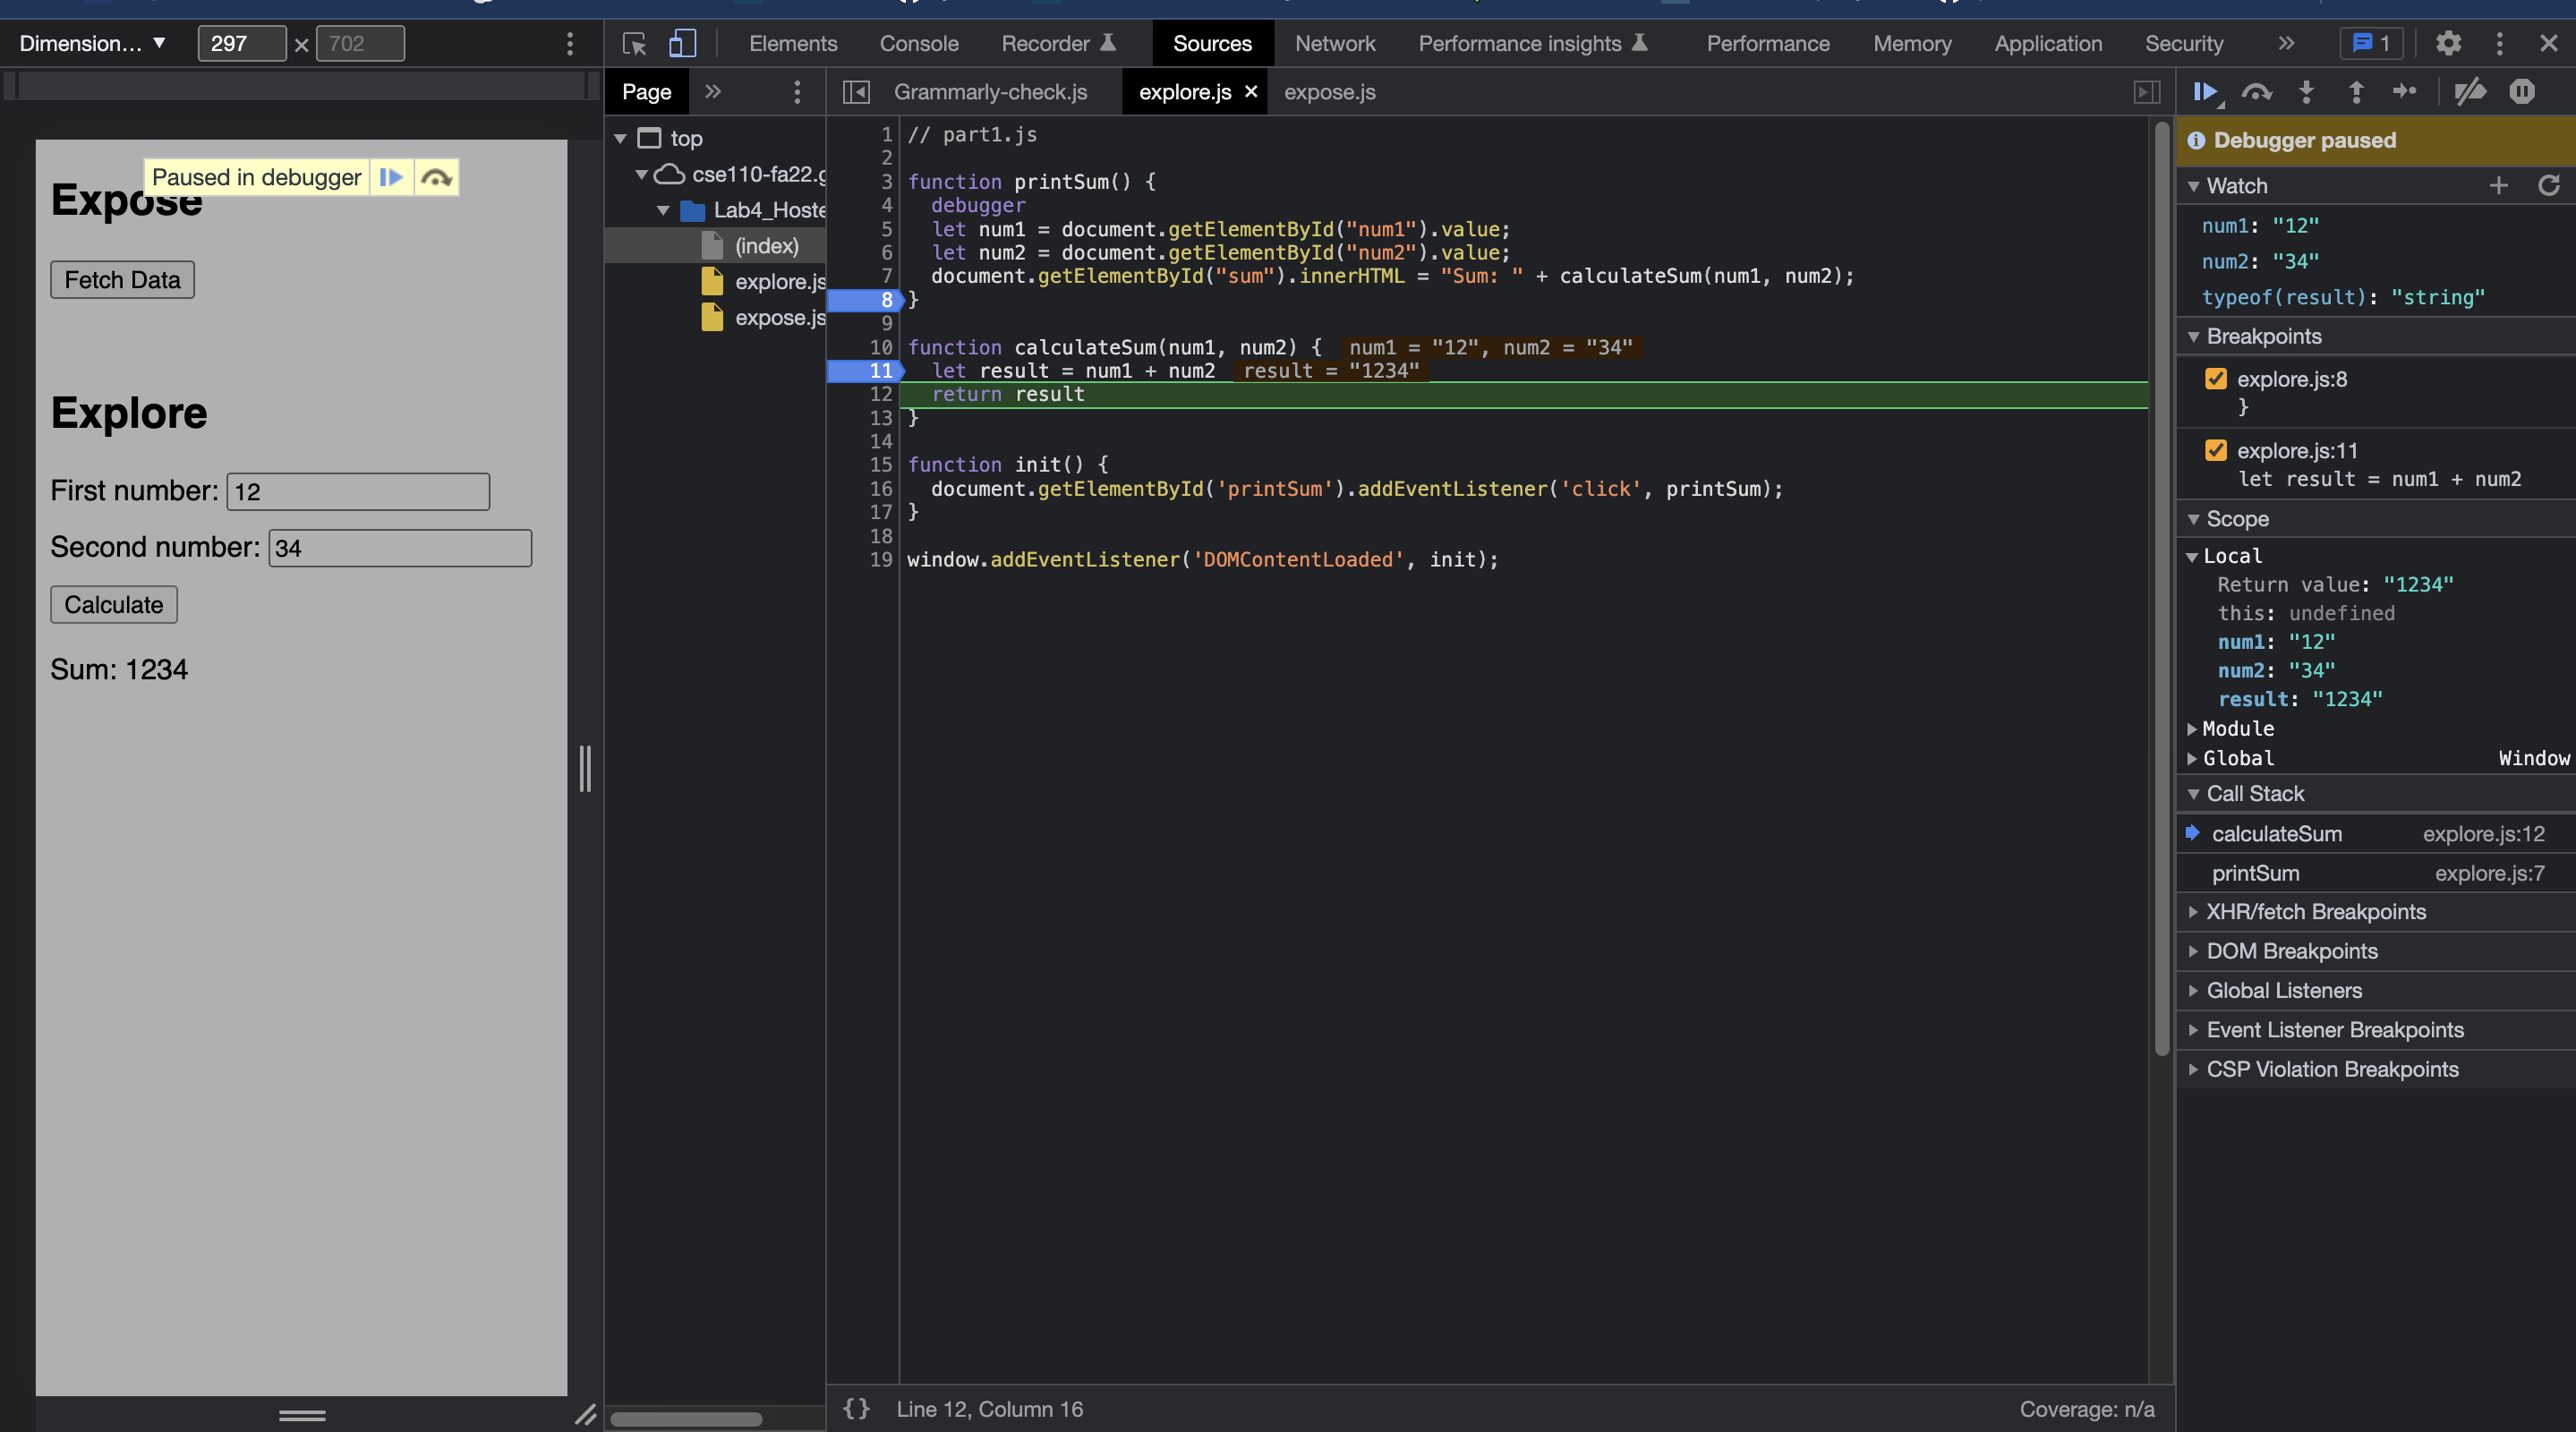 Dimension... ▼ 297 × 702
Elements Console Recorder Sources Network Performance insights Performance Memory Application Security » 1
Page »
Grammarly-check.js explore.js × expose.js
Paused in debugger
Expose
Fetch Data
Explore
First number: 12
Second number: 34
Calculate
Sum: 1234
top
cse110-fa22.g
Lab4_Hoste
(index)
explore.js
expose.js
1 // part1.js
2
3 function printSum() {
4 debugger
5 let num1 = document.getElementById("num1").value;
6 let num2 = document.getElementById("num2").value;
7 document.getElementById("sum").innerHTML = "Sum: " + calculateSum(num1, num2);
8 }
9
10 function calculateSum(num1, num2) { num1 = "12", num2 = "34"
11 let result = num1 + num2 result = "1234"
12 return result
13 }
14
15 function init() {
16 document.getElementById('printSum').addEventListener('click', printSum);
17 }
18
19 window.addEventListener('DOMContentLoaded', init);
{} Line 12, Column 16 Coverage: n/a
Debugger paused
Watch
num1: "12"
num2: "34"
typeof(result): "string"
Breakpoints
explore.js:8
}
explore.js:11
let result = num1 + num2
Scope
Local
Return value: "1234"
this: undefined
num1: "12"
num2: "34"
result: "1234"
Module
Global Window
Call Stack
calculateSum explore.js:12
printSum explore.js:7
XHR/fetch Breakpoints
DOM Breakpoints
Global Listeners
Event Listener Breakpoints
CSP Violation Breakpoints